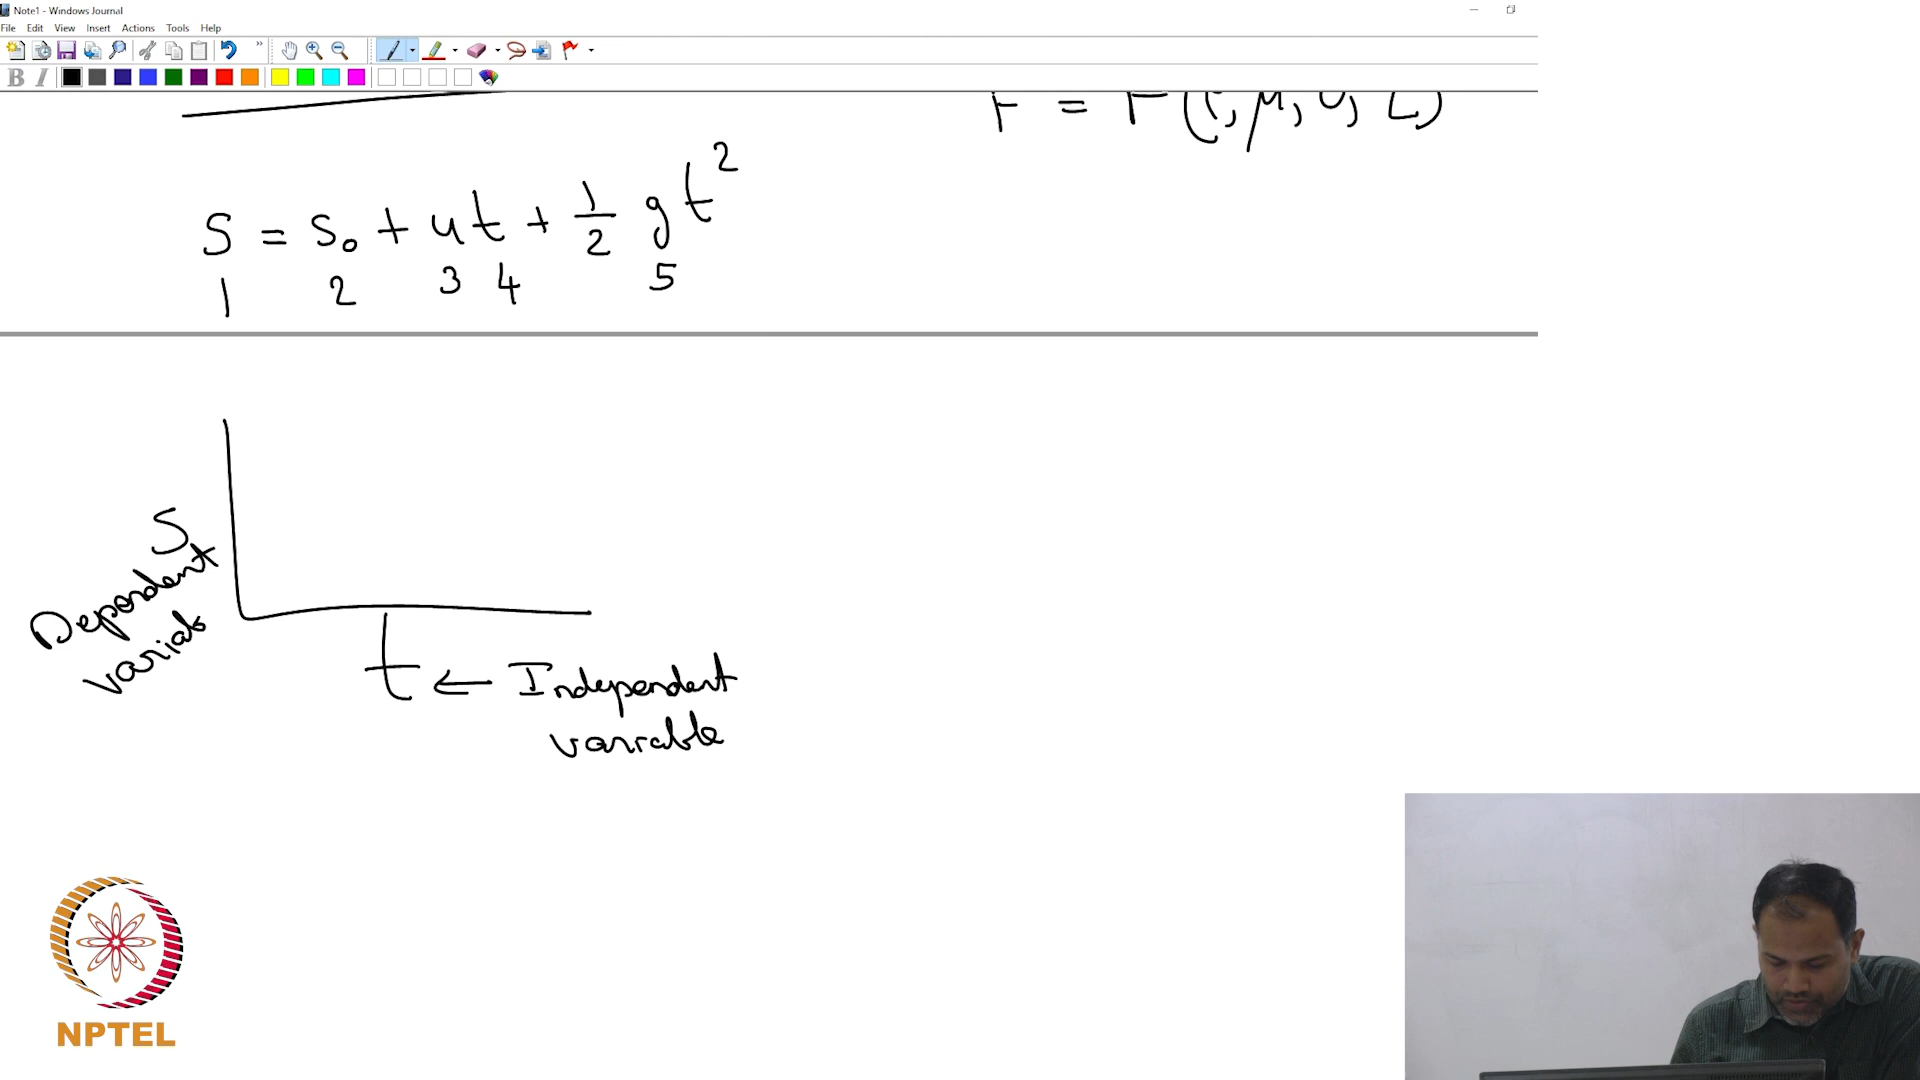 Note1 - Windows Journal
File Edit View Insert Actions Tools Help
B I
F = F (ρ, μ, U, L)
S = S₀ + ut + 1/2 gt²
1 2 3 4 5
S
Dependent
variab
t ← Independent
variable
NPTEL